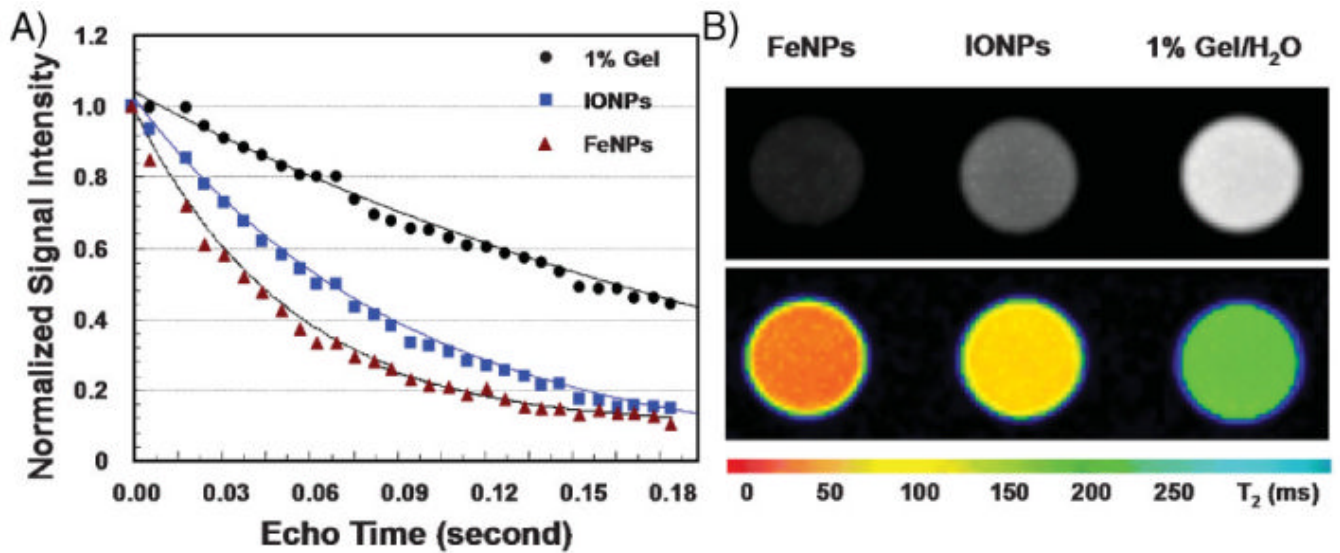 A)
Normalized Signal Intensity
1.2
1.0
0.8
0.6
0.4
0.2
0
1% Gel
IONPs
FeNPs
0.00 0.03 0.06 0.09 0.12 0.15 0.18
Echo Time (second)
B)
FeNPs IONPs 1% Gel/H₂O
0 50 100 150 200 250 T₂ (ms)